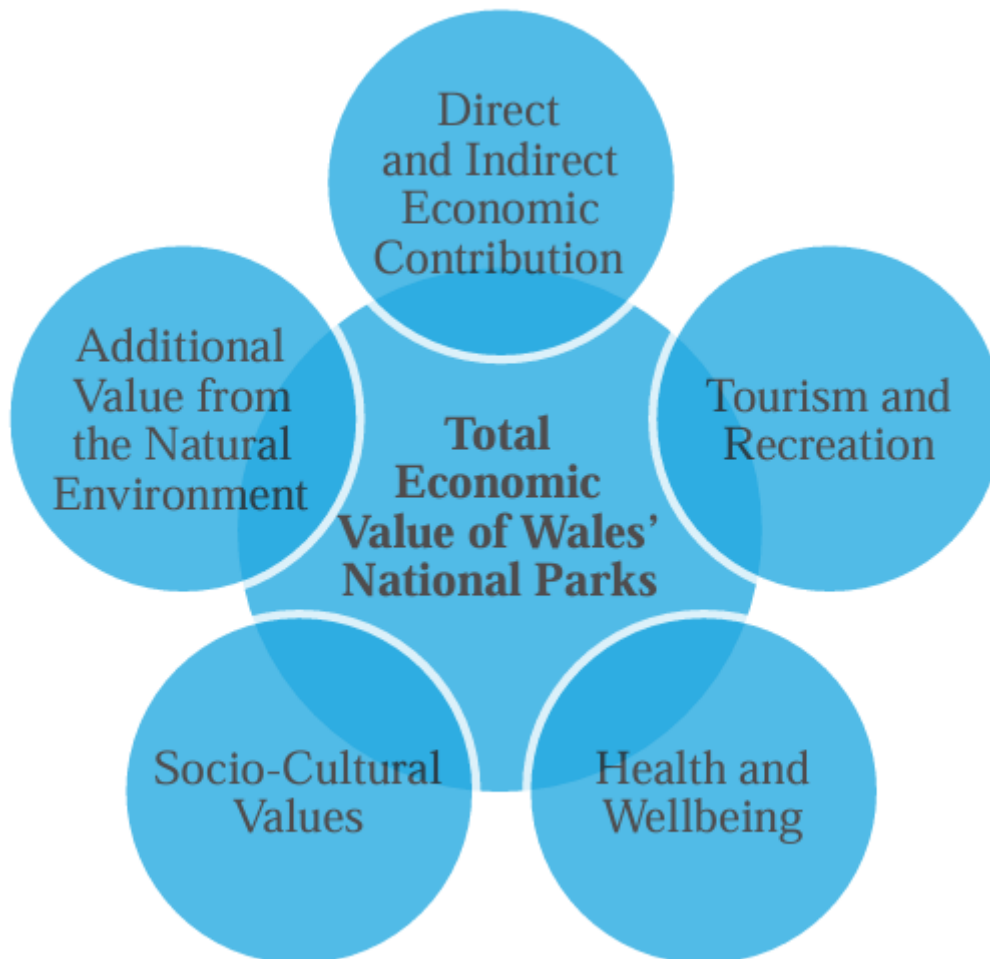 Direct
and Indirect
Economic
Contribution
Additional
Value from
the Natural
Environment
Total
Economic
Value of Wales’
National Parks
Tourism and
Recreation
Socio-Cultural
Values
Health and
Wellbeing